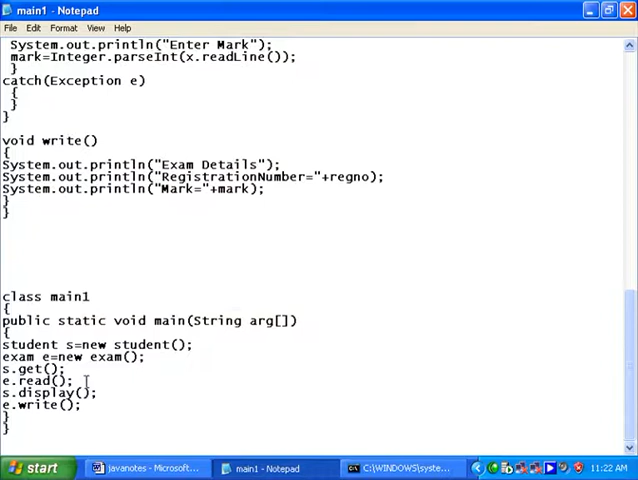 main1 - Notepad
File Edit Format View Help
System.out.println("Enter Mark");
mark=Integer.parseInt(x.readLine());
}
catch(Exception e)
{
}
}
void write()
{
System.out.println("Exam Details");
System.out.println("RegistrationNumber="+regno);
System.out.println("Mark="+mark);
}
}
class main1
{
public static void main(String arg[])
{
student s=new student();
exam e=new exam();
s.get();
e.read();
s.display();
e.write();
}
}
start javanotes - Microsoft... main1 - Notepad C:\WINDOWS\syste... 11:22 AM